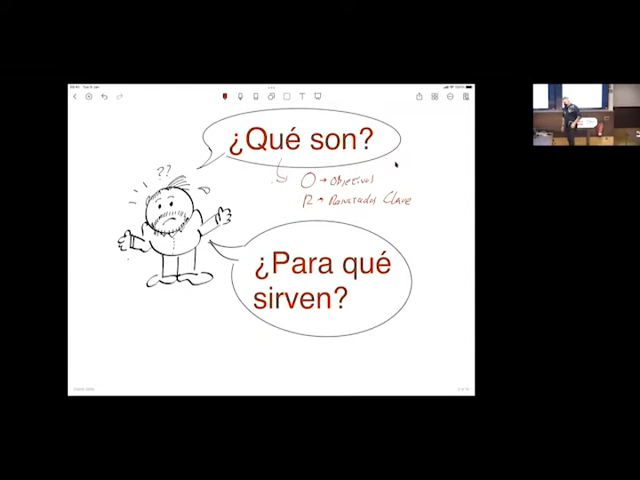 ??
¿Qué son?
O → Objetivos
R → Resultados Clave
¿Para qué
sirven?